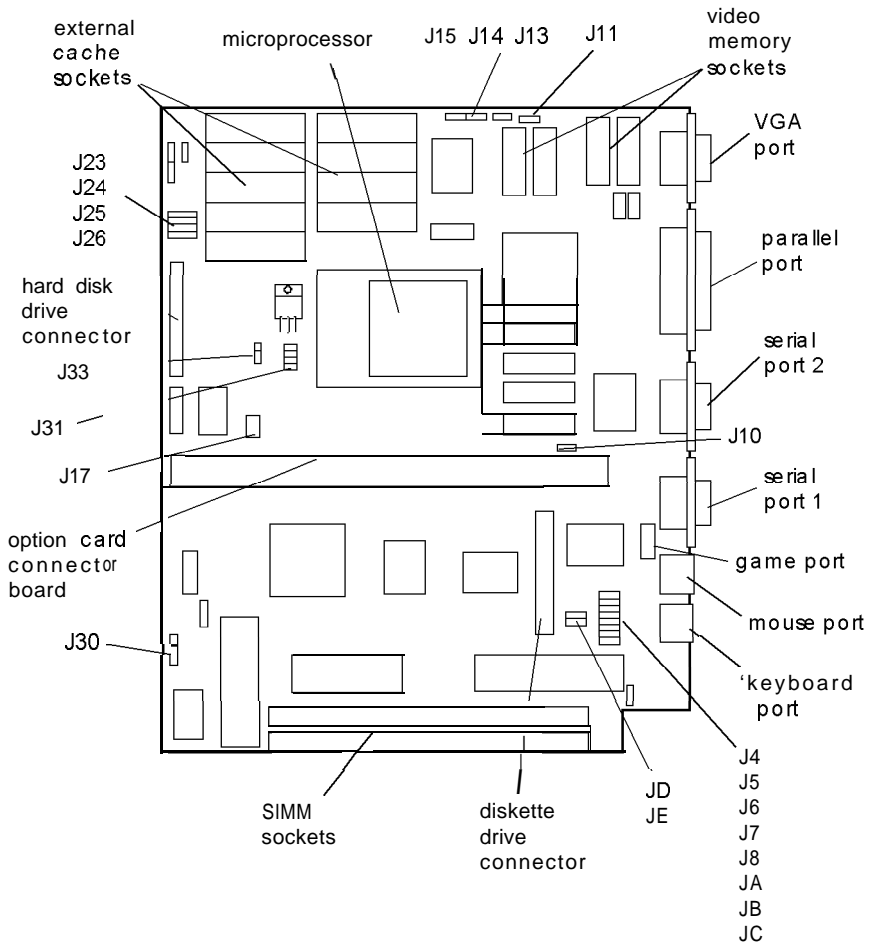 external
cache
sockets
microprocessor
J15 J14 J13
J11
video
memory
sockets
VGA
port
J23
J24
J25
J26
parallel
port
hard disk
drive
connector
serial
port 2
J33
J31
J10
J17
serial
port 1
option card
connector
board
game port
mouse port
J30
'keyboard
port
J4
J5
J6
J7
J8
JA
JB
JC
JD
JE
SIMM
sockets
diskette
drive
connector